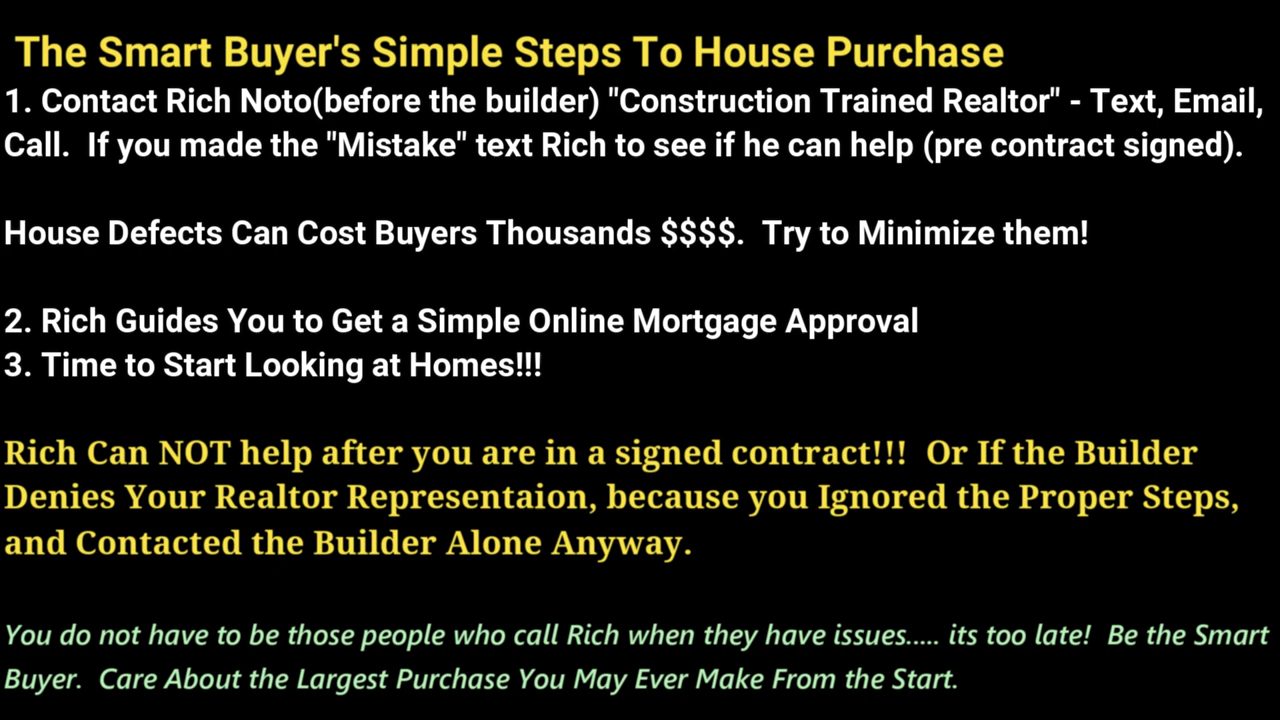 The Smart Buyer's Simple Steps To House Purchase
1. Contact Rich Noto(before the builder) "Construction Trained Realtor" - Text, Email,
Call.  If you made the "Mistake" text Rich to see if he can help (pre contract signed).
House Defects Can Cost Buyers Thousands $$$$.  Try to Minimize them!
2. Rich Guides You to Get a Simple Online Mortgage Approval
3. Time to Start Looking at Homes!!!
Rich Can NOT help after you are in a signed contract!!!  Or If the Builder
Denies Your Realtor Representaion, because you Ignored the Proper Steps,
and Contacted the Builder Alone Anyway.
You do not have to be those people who call Rich when they have issues..... its too late!  Be the Smart
Buyer.  Care About the Largest Purchase You May Ever Make From the Start.